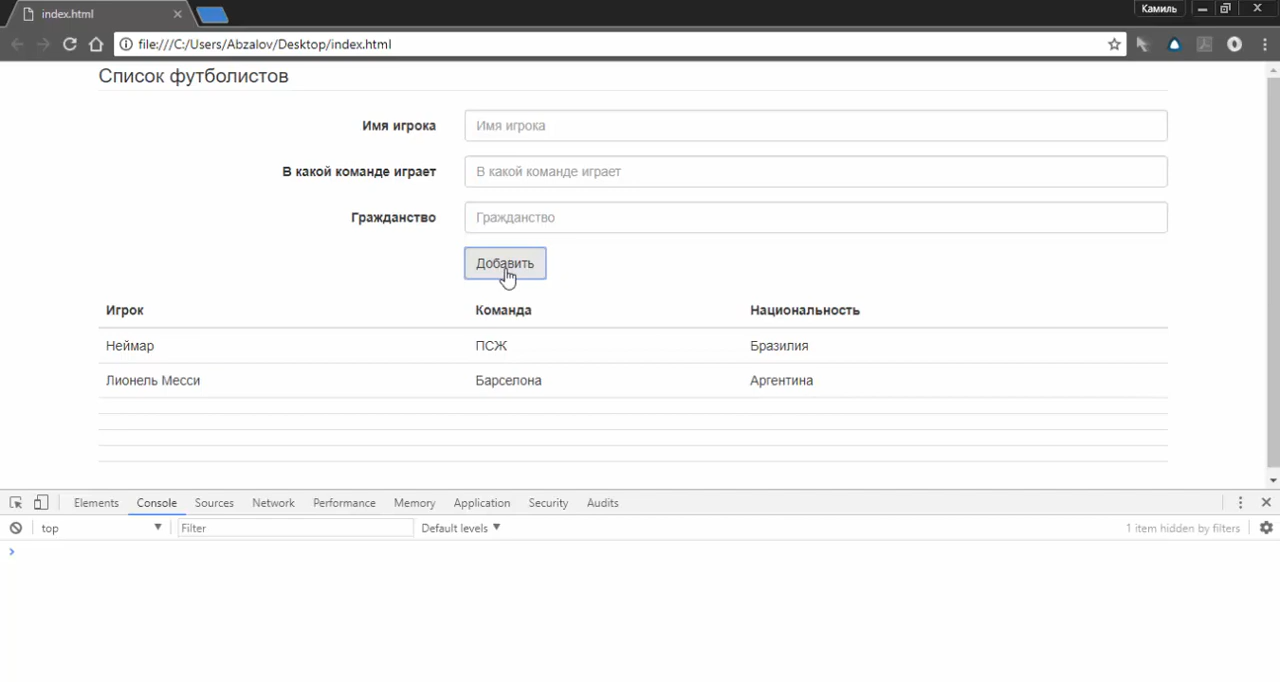 index.html
Камиль
file:///C:/Users/Abzalov/Desktop/index.html
Список футболистов
Имя игрока Имя игрока
В какой команде играет В какой команде играет
Гражданство Гражданство
Добавить
Игрок Команда Национальность
Неймар ПСЖ Бразилия
Лионель Месси Барселона Аргентина
Elements Console Sources Network Performance Memory Application Security Audits
top Filter Default levels 1 item hidden by filters